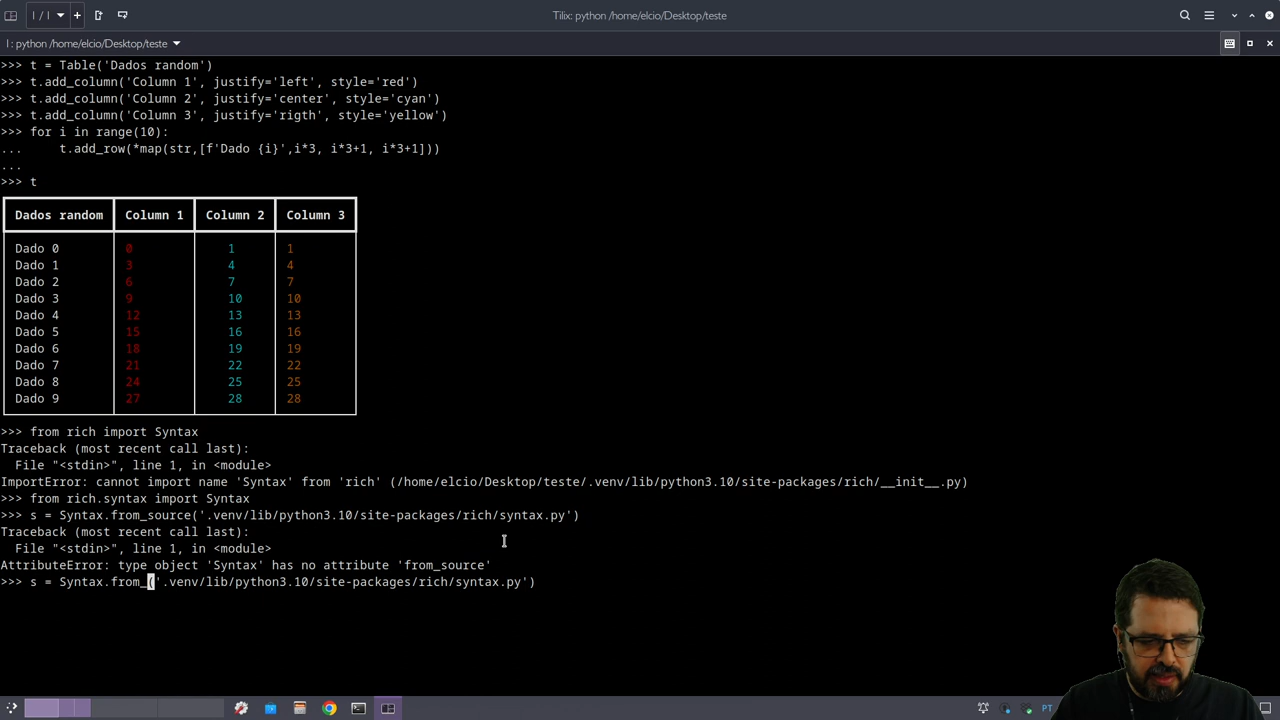 1 / 1
Tilix: python /home/elcio/Desktop/teste
1: python /home/elcio/Desktop/teste
>>> t = Table('Dados random')
>>> t.add_column('Column 1', justify='left', style='red')
>>> t.add_column('Column 2', justify='center', style='cyan')
>>> t.add_column('Column 3', justify='rigth', style='yellow')
>>> for i in range(10):
...     t.add_row(*map(str,[f'Dado {i}',i*3, i*3+1, i*3+1]))
...
>>> t
Dados random Column 1 Column 2 Column 3
Dado 0 0 1 1
Dado 1 3 4 4
Dado 2 6 7 7
Dado 3 9 10 10
Dado 4 12 13 13
Dado 5 15 16 16
Dado 6 18 19 19
Dado 7 21 22 22
Dado 8 24 25 25
Dado 9 27 28 28
>>> from rich import Syntax
Traceback (most recent call last):
  File "<stdin>", line 1, in <module>
ImportError: cannot import name 'Syntax' from 'rich' (/home/elcio/Desktop/teste/.venv/lib/python3.10/site-packages/rich/__init__.py)
>>> from rich.syntax import Syntax
>>> s = Syntax.from_source('.venv/lib/python3.10/site-packages/rich/syntax.py')
Traceback (most recent call last):
  File "<stdin>", line 1, in <module>
AttributeError: type object 'Syntax' has no attribute 'from_source'
>>> s = Syntax.from_('.venv/lib/python3.10/site-packages/rich/syntax.py')
PT